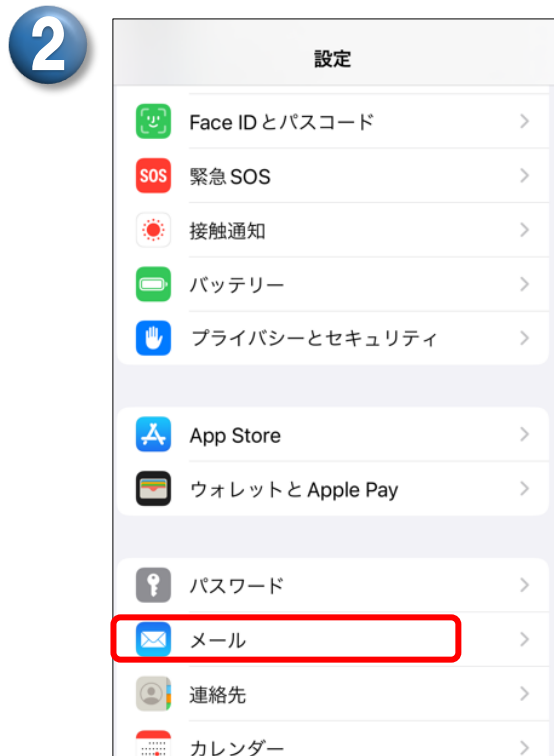 2
設定
Face IDとパスコード
SOS 緊急SOS
接触通知
バッテリー
プライバシーとセキュリティ
App Store
ウォレットとApple Pay
パスワード
メール
連絡先
カレンダー